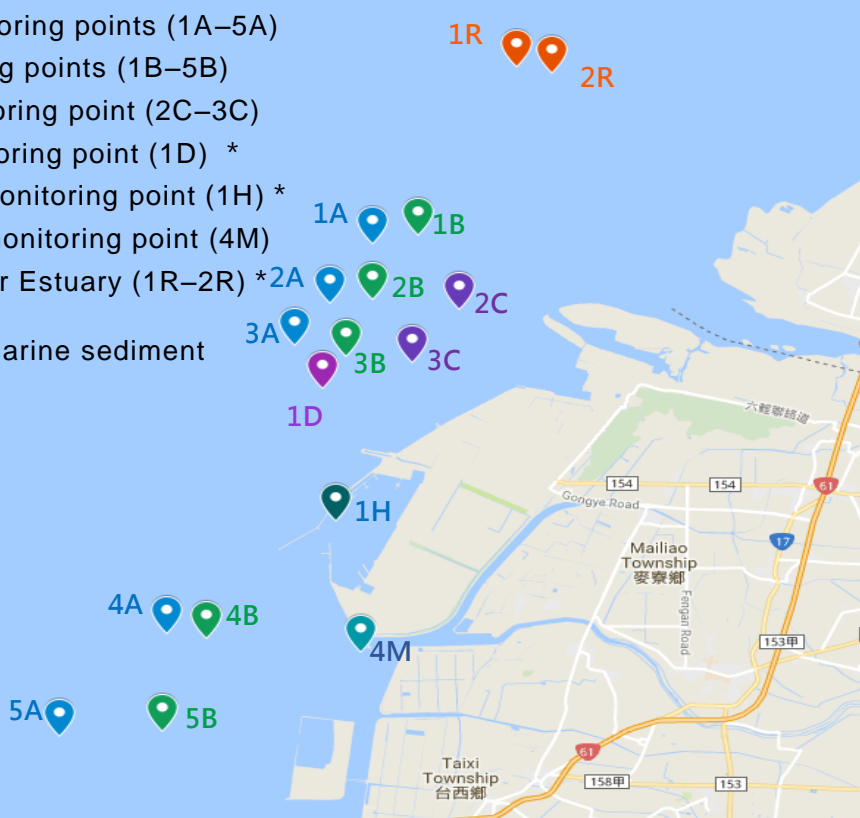 oring points (1A–5A)
g points (1B–5B)
oring point (2C–3C)
oring point (1D) *
onitoring point (1H) *
onitoring point (4M)
r Estuary (1R–2R) *
arine sediment
1R
2R
1A
1B
2A
2B
2C
3A
3B
3C
1D
1H
4A
4B
4M
5A
5B
六輕聯絡道
154
154
61
Gongye Road
17
Mailiao
Township
麥寮鄉
Fengan Road
153甲
61
Taixi
Township
台西鄉
158甲
153